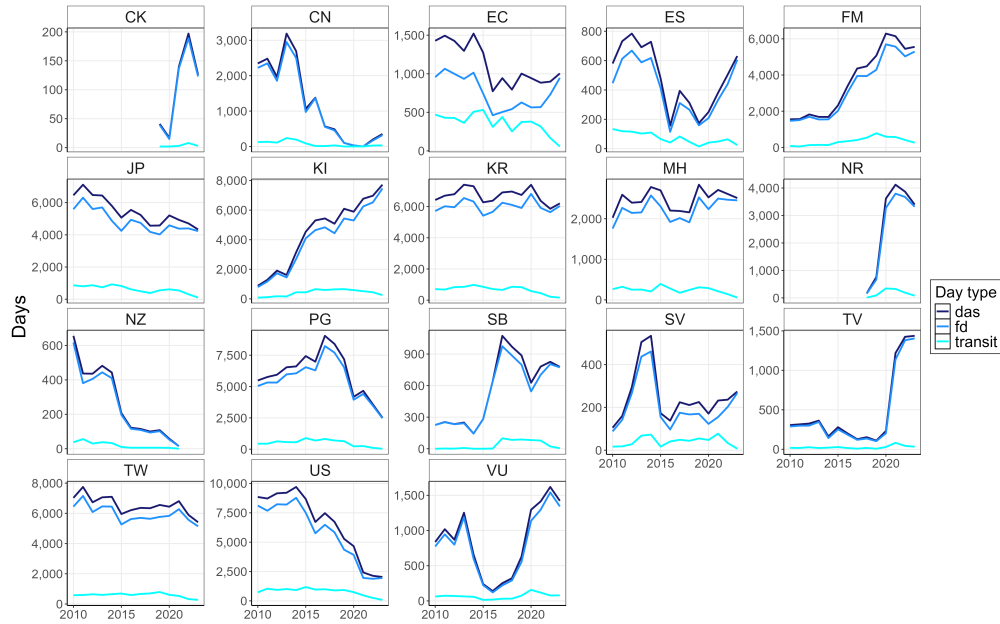 CK CN EC ES FM
200 150 100 50 0
3,000 2,000 1,000 0
1,500 1,000 500 0
800 600 400 200 0
6,000 4,000 2,000 0
JP KI KR MH NR
6,000 4,000 2,000 0
8,000 6,000 4,000 2,000 0
6,000 4,000 2,000 0
2,000 1,000 0
4,000 3,000 2,000 1,000 0
Days
Day type
das
fd
transit
NZ PG SB SV TV
600 400 200 0
7,500 5,000 2,500 0
900 600 300 0
400 200 0
1,500 1,000 500 0
2010 2015 2020
2010 2015 2020
TW US VU
8,000 6,000 4,000 2,000 0
10,000 7,500 5,000 2,500 0
1,500 1,000 500 0
2010 2015 2020
2010 2015 2020
2010 2015 2020